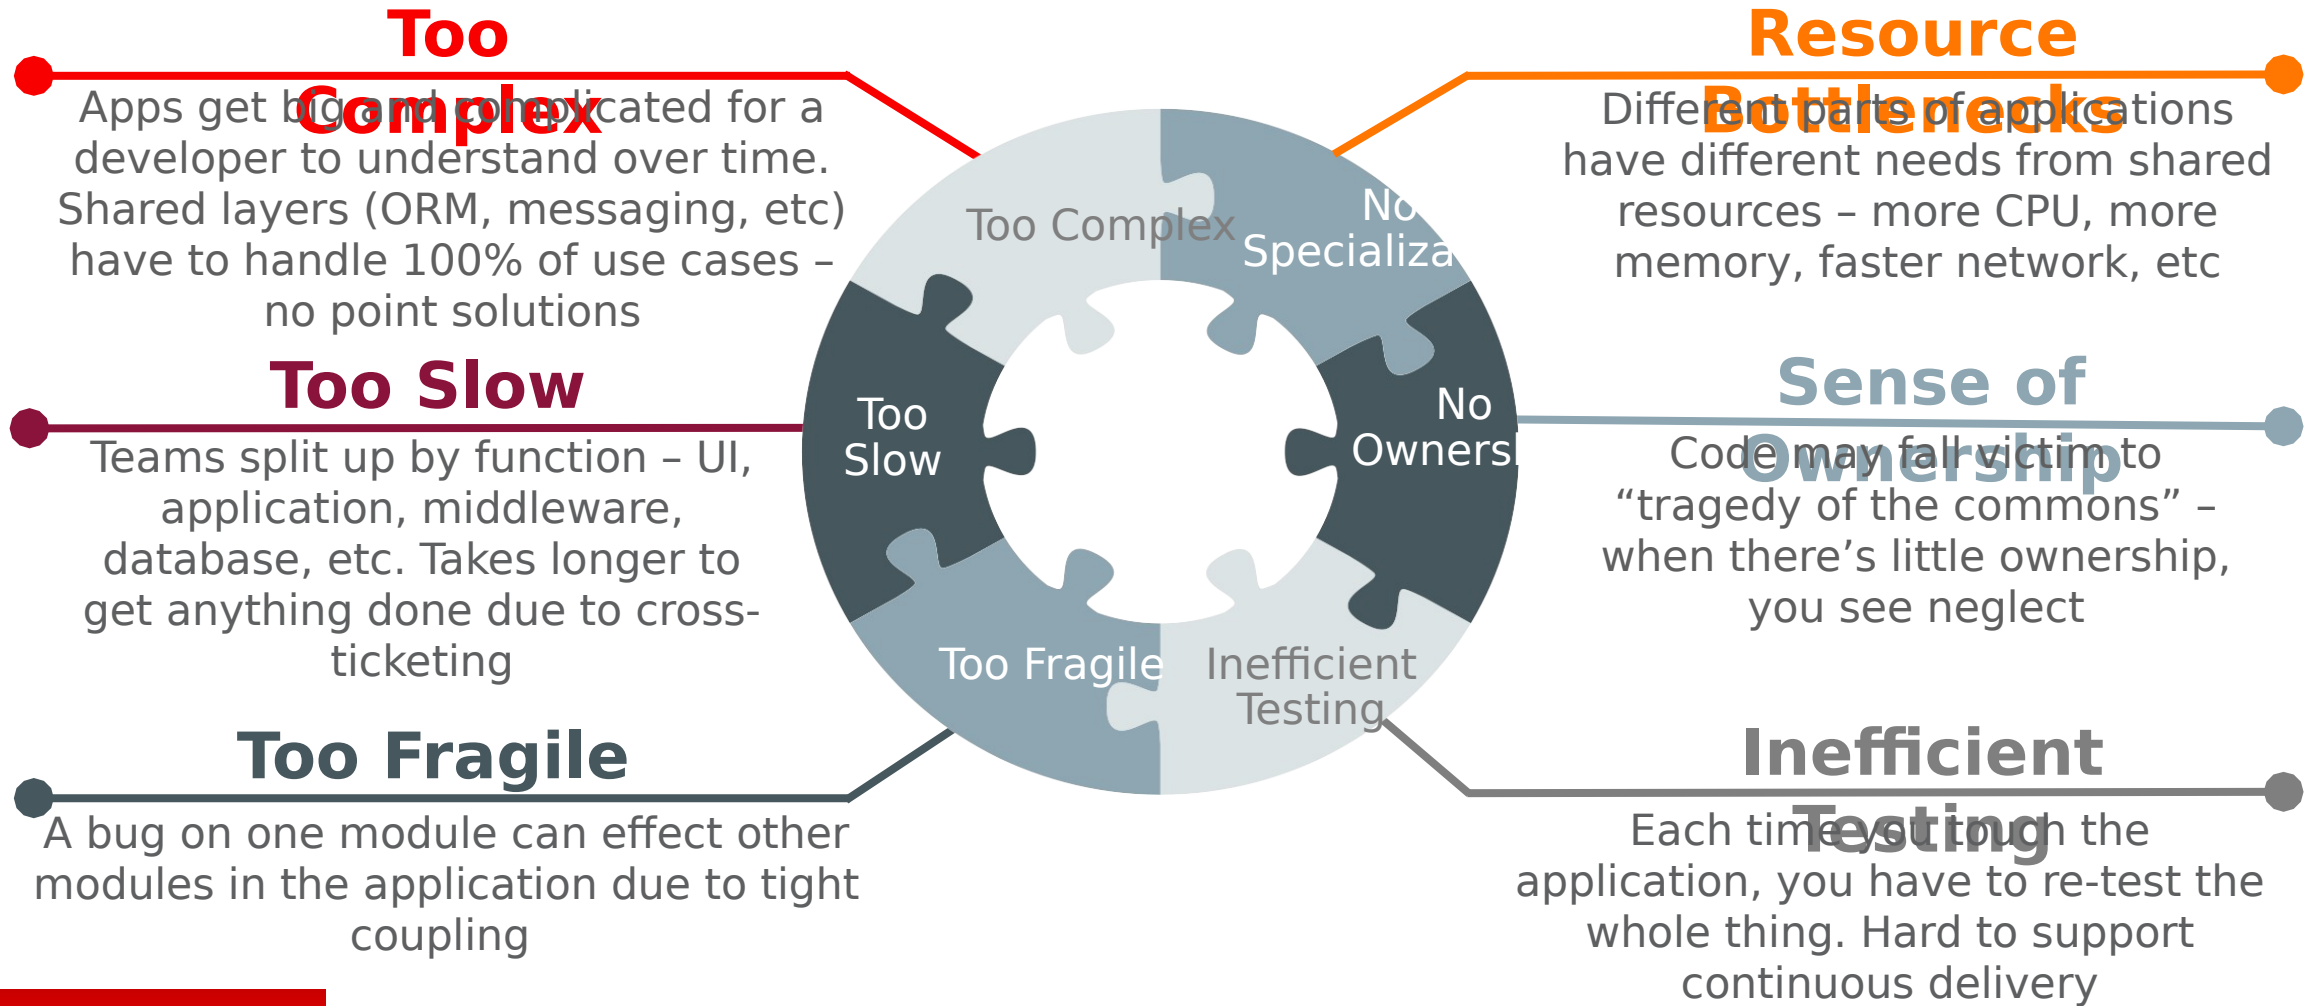 Too
Complex
Apps get big and complicated for a
developer to understand over time.
Shared layers (ORM, messaging, etc)
have to handle 100% of use cases –
no point solutions
Too Slow
Teams split up by function – UI,
application, middleware,
database, etc. Takes longer to
get anything done due to cross-
ticketing
Too Fragile
A bug on one module can effect other
modules in the application due to tight
coupling
Too Complex
No
Specializa
Too
Slow
No
Ownersh
Too Fragile
Inefficient
Testing
Resource
Bottlenecks
Different parts of applications
have different needs from shared
resources – more CPU, more
memory, faster network, etc
Sense of
Ownership
Code may fall victim to
“tragedy of the commons” –
when there’s little ownership,
you see neglect
Inefficient
Testing
Each time you touch the
application, you have to re-test the
whole thing. Hard to support
continuous delivery